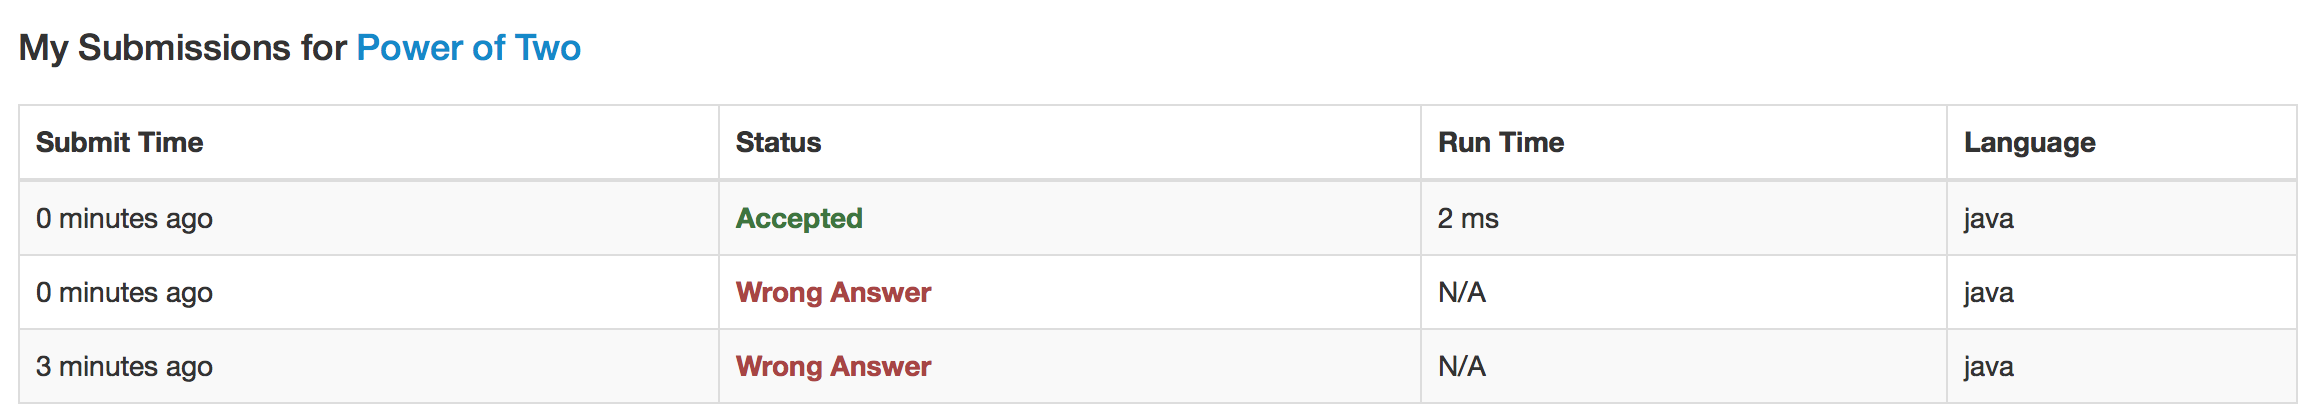 My Submissions for Power of Two
Submit Time Status Run Time Language
0 minutes ago Accepted 2 ms java
0 minutes ago Wrong Answer N/A java
3 minutes ago Wrong Answer N/A java